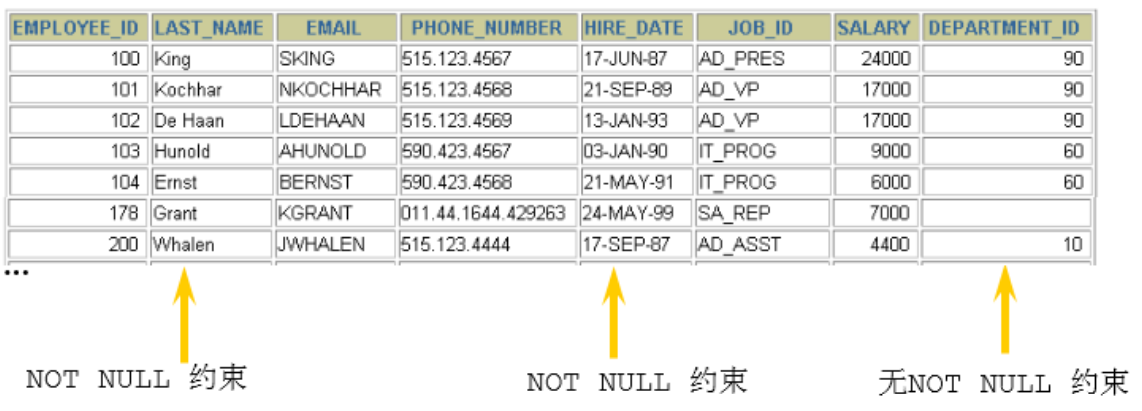 EMPLOYEE_ID LAST_NAME EMAIL PHONE_NUMBER HIRE_DATE JOB_ID SALARY DEPARTMENT_ID
100 King SKING 515.123.4567 17-JUN-87 AD_PRES 24000 90
101 Kochhar NKOCHHAR 515.123.4568 21-SEP-89 AD_VP 17000 90
102 De Haan LDEHAAN 515.123.4569 13-JAN-93 AD_VP 17000 90
103 Hunold AHUNOLD 590.423.4567 03-JAN-90 IT_PROG 9000 60
104 Ernst BERNST 590.423.4568 21-MAY-91 IT_PROG 6000 60
178 Grant KGRANT 011.44.1644.429263 24-MAY-99 SA_REP 7000
200 Whalen JWHALEN 515.123.4444 17-SEP-87 AD_ASST 4400 10
...
NOT NULL 约束 NOT NULL 约束 无NOT NULL 约束